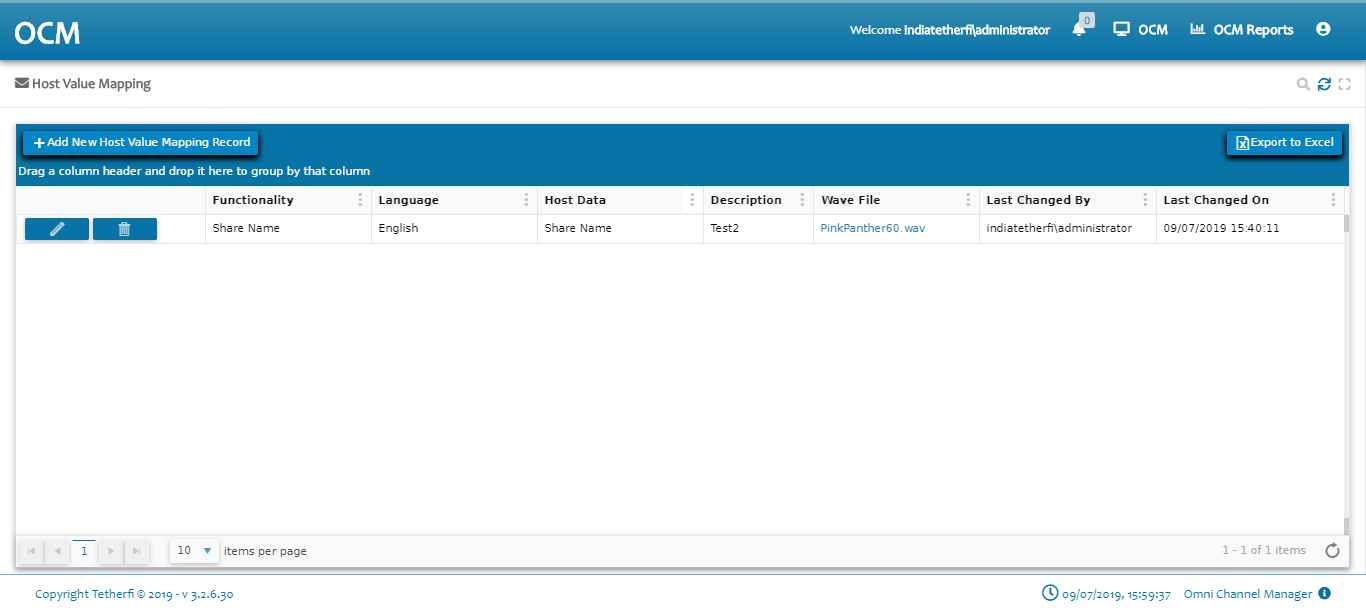 OCM
Welcome indiatetherfi\administrator
0
OCM
OCM Reports
Host Value Mapping
Add New Host Value Mapping Record
Export to Excel
Drag a column header and drop it here to group by that column
Functionality Language Host Data Description Wave File Last Changed By Last Changed On
Share Name English Share Name Test2 PinkPanther60.wav indiatetherfi\administrator 09/07/2019 15:40:11
1 10 items per page 1 - 1 of 1 items
Copyright Tetherfi © 2019 - v 3.2.6.30 09/07/2019, 15:59:37 Omni Channel Manager